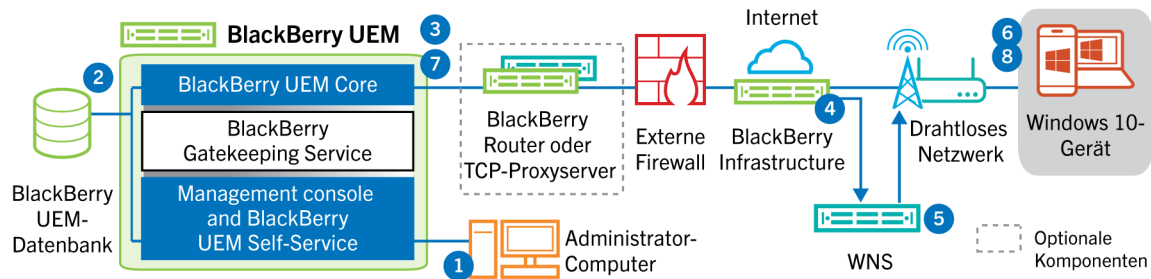 BlackBerry UEM
3
2
7
BlackBerry UEM Core
BlackBerry
Gatekeeping Service
Management console
and BlackBerry
UEM Self-Service
BlackBerry
UEM-
Datenbank
1
Administrator-
Computer
BlackBerry
Router oder
TCP-Proxyserver
Externe
Firewall
Internet
4
BlackBerry
Infrastructure
5
WNS
Drahtloses
Netzwerk
6
8
Windows 10-
Gerät
Optionale
Komponenten